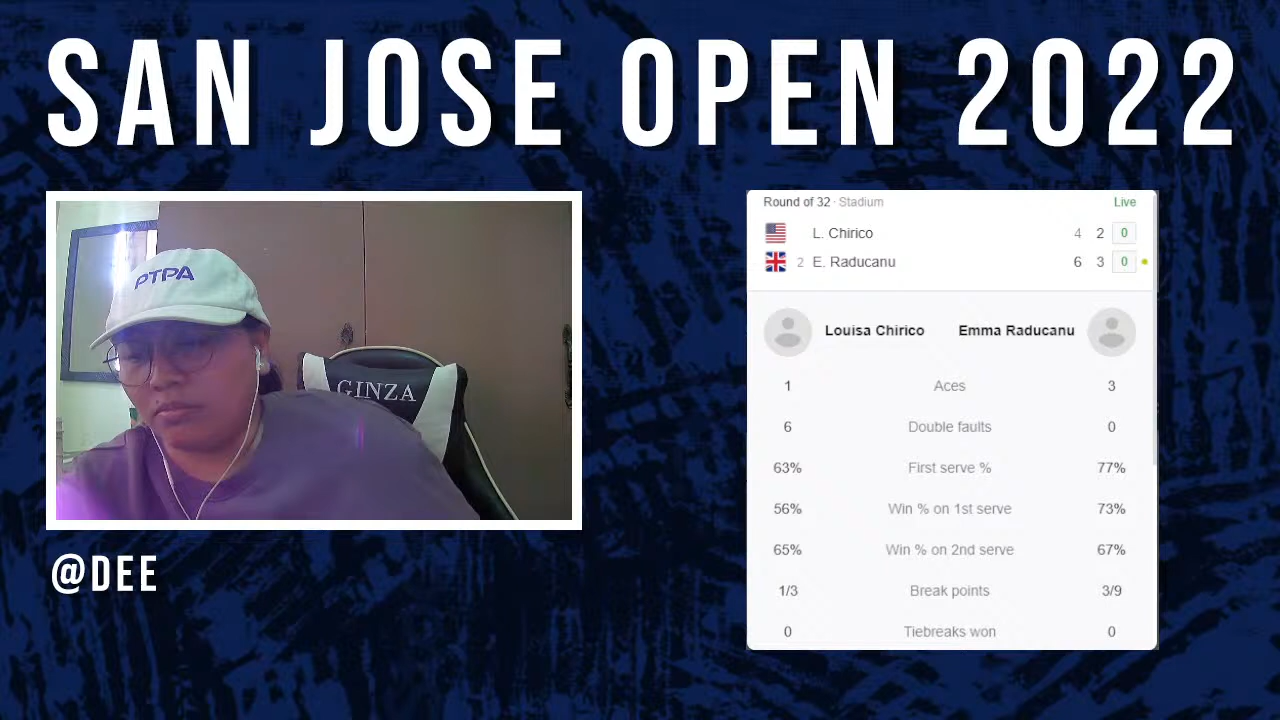 SAN JOSE OPEN 2022
PTPA
GINZA
@DEE
Round of 32 · Stadium Live
L. Chirico 4 2 0
2 E. Raducanu 6 3 0
Louisa Chirico Emma Raducanu
1 Aces 3
6 Double faults 0
63% First serve % 77%
56% Win % on 1st serve 73%
65% Win % on 2nd serve 67%
1/3 Break points 3/9
0 Tiebreaks won 0